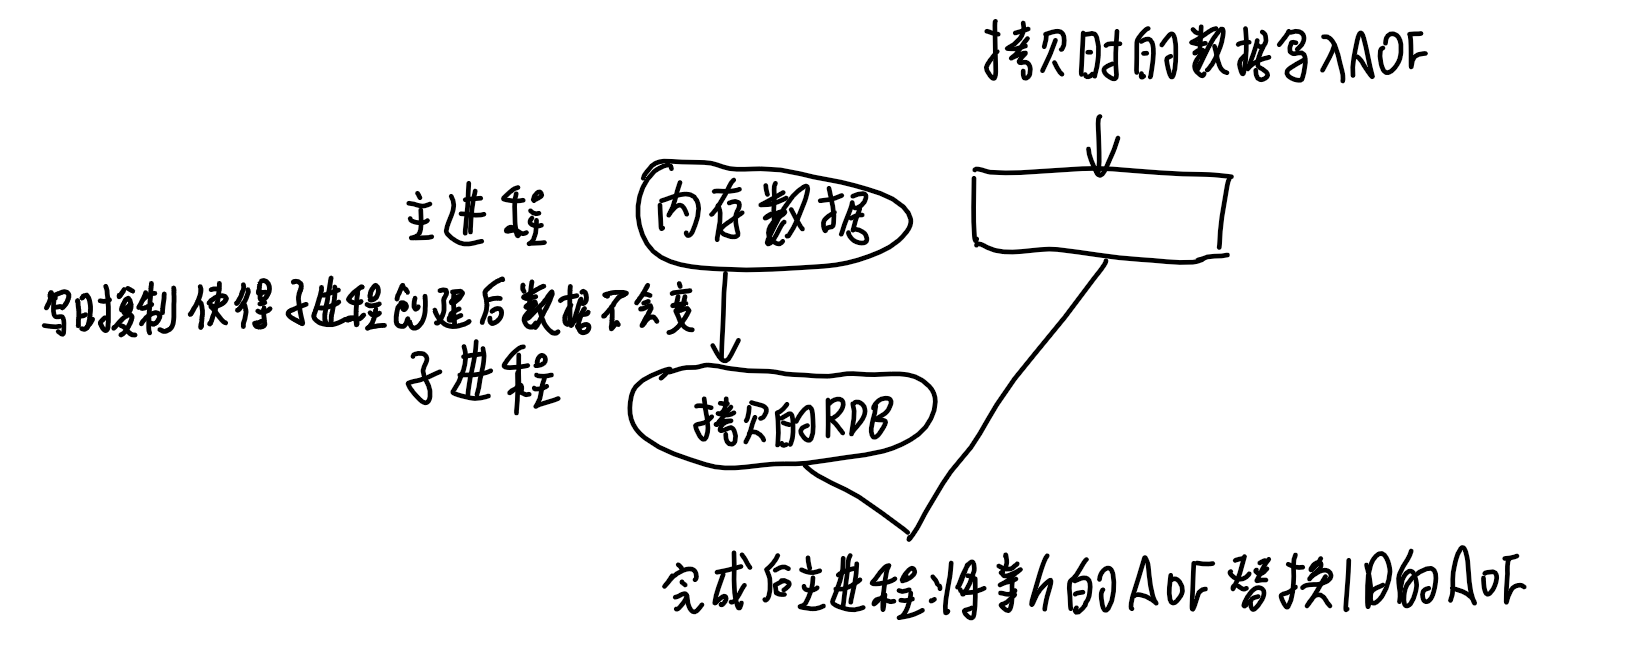 拷贝时的数据写入AOF
主进程
内存数据
写时复制使得子进程创建后数据不会变
子进程
拷贝的RDB
完成后主进程将新的AOF替换旧的AOF